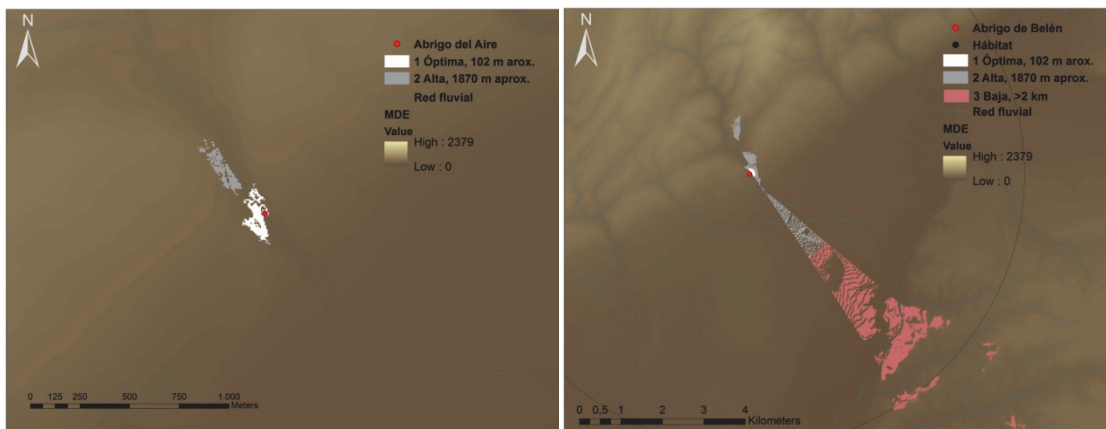 N
Abrigo del Aire
1 Óptima, 102 m arox.
2 Alta, 1870 m aprox.
Red fluvial
MDE
Value
High : 2379
Low : 0
0 125 250 500 750 1.000
Meters
N
Abrigo de Belén
Hábitat
1 Óptima, 102 m arox.
2 Alta, 1870 m aprox.
3 Baja, >2 km
Red fluvial
MDE
Value
High : 2379
Low : 0
0 0,5 1 2 3 4
Kilometers